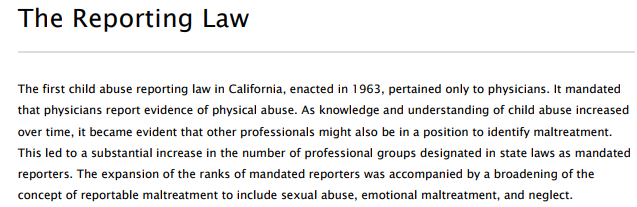 The Reporting Law
The first child abuse reporting law in California, enacted in 1963, pertained only to physicians. It mandated
that physicians report evidence of physical abuse. As knowledge and understanding of child abuse increased
over time, it became evident that other professionals might also be in a position to identify maltreatment.
This led to a substantial increase in the number of professional groups designated in state laws as mandated
reporters. The expansion of the ranks of mandated reporters was accompanied by a broadening of the
concept of reportable maltreatment to include sexual abuse, emotional maltreatment, and neglect.